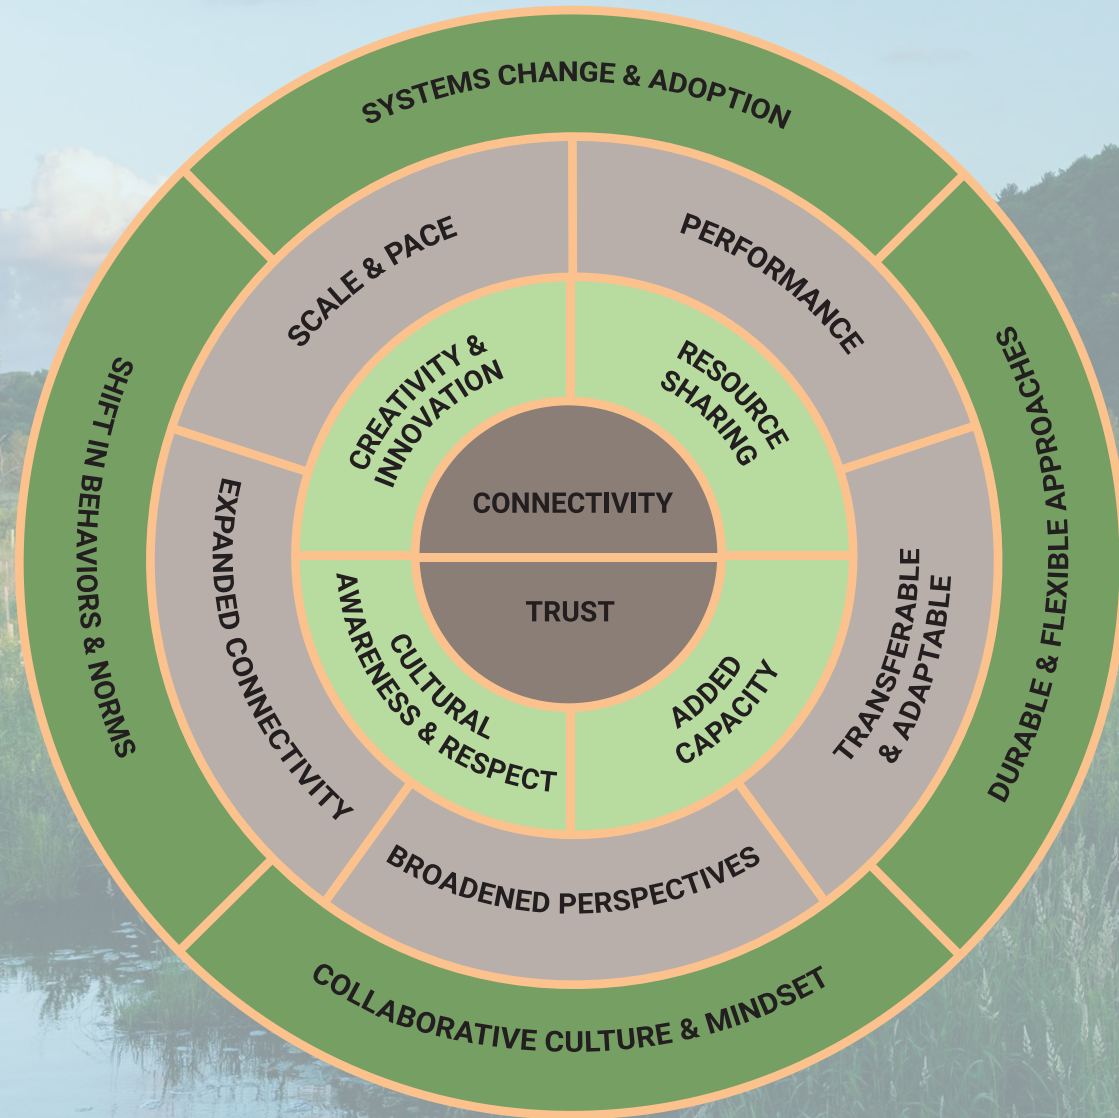 SYSTEMS CHANGE & ADOPTION
SCALE & PACE
PERFORMANCE
CREATIVITY &
INNOVATION
RESOURCE
SHARING
SHIFT IN BEHAVIORS & NORMS
DURABLE & FLEXIBLE APPROACHES
CONNECTIVITY
TRUST
EXPANDED CONNECTIVITY
TRANSFERABLE
& ADAPTABLE
CULTURAL
AWARENESS & RESPECT
ADDED
CAPACITY
BROADENED PERSPECTIVES
COLLABORATIVE CULTURE & MINDSET